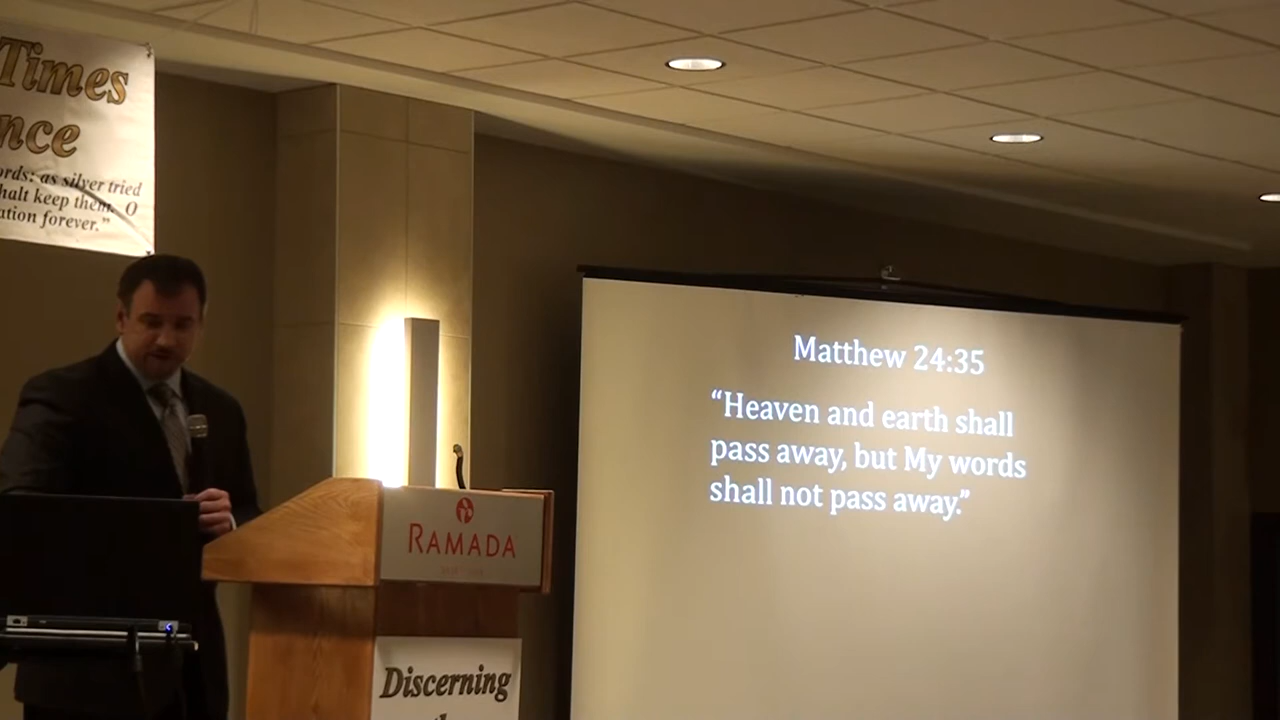 Times
nce
ords: as silver tried
halt keep them, O
ation forever."
Matthew 24:35
“Heaven and earth shall
pass away, but My words
shall not pass away.”
RAMADA
Discerning